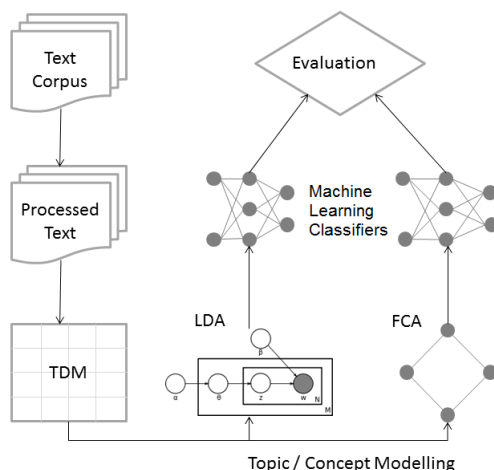 Text
Corpus
Evaluation
Processed
Text
Machine
Learning
Classifiers
LDA
FCA
TDM
β
α
θ
z
w
N
M
Topic / Concept Modelling